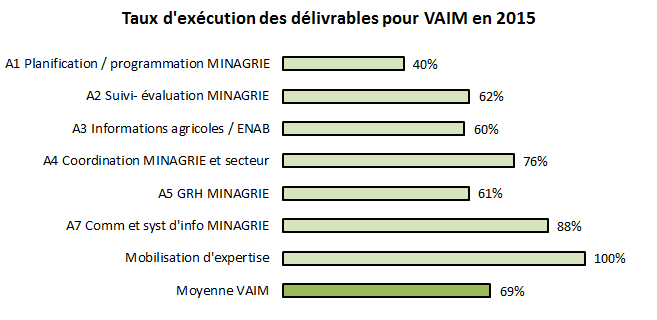 Taux d'exécution des délivrables pour VAIM en 2015
A1 Planification / programmation MINAGRIE 40%
A2 Suivi- évaluation MINAGRIE 62%
A3 Informations agricoles / ENAB 60%
A4 Coordination MINAGRIE et secteur 76%
A5 GRH MINAGRIE 61%
A7 Comm et syst d'info MINAGRIE 88%
Mobilisation d'expertise 100%
Moyenne VAIM 69%